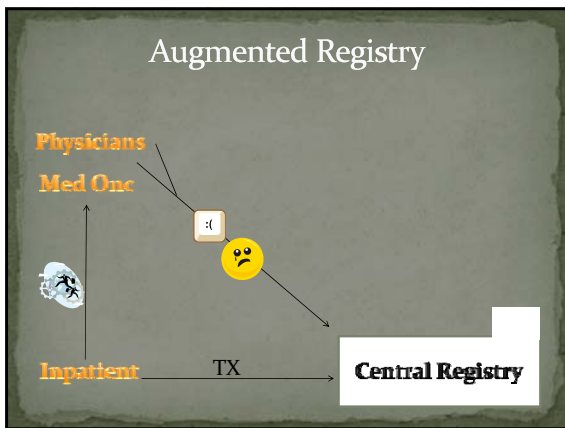 Augmented Registry
Physicians
Med Onc
:(
Inpatient
TX
Central Registry